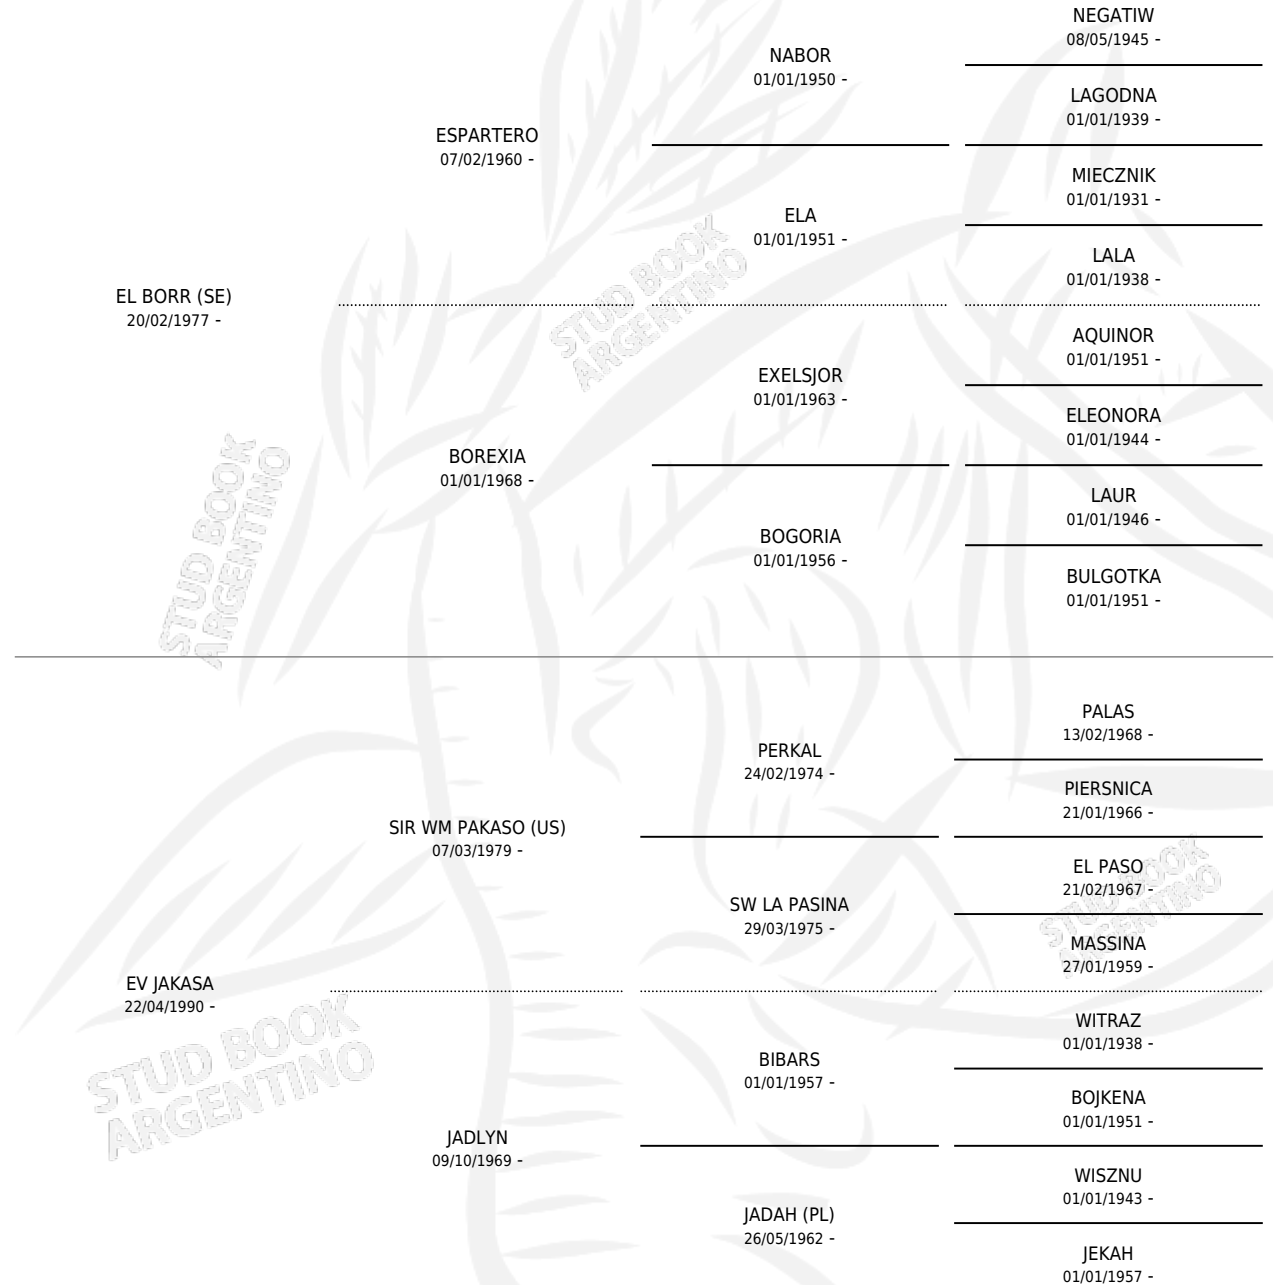 NEGATIW
08/05/1945 -
NABOR
01/01/1950 -
LAGODNA
01/01/1939 -
ESPARTERO
07/02/1960 -
MIECZNIK
01/01/1931 -
ELA
01/01/1951 -
LALA
01/01/1938 -
EL BORR (SE)
20/02/1977 -
AQUINOR
01/01/1951 -
EXELSJOR
01/01/1963 -
ELEONORA
01/01/1944 -
BOREXIA
01/01/1968 -
LAUR
01/01/1946 -
BOGORIA
01/01/1956 -
BULGOTKA
01/01/1951 -
STUD BOOK
ARGENTINO
STUD BOOK
ARGENTINO
PALAS
13/02/1968 -
PERKAL
24/02/1974 -
PIERSNICA
21/01/1966 -
SIR WM PAKASO (US)
07/03/1979 -
EL PASO
21/02/1967 -
SW LA PASINA
29/03/1975 -
MASSINA
27/01/1959 -
EV JAKASA
22/04/1990 -
WITRAZ
01/01/1938 -
BIBARS
01/01/1957 -
BOJKENA
01/01/1951 -
JADLYN
09/10/1969 -
WISZNU
01/01/1943 -
JADAH (PL)
26/05/1962 -
JEKAH
01/01/1957 -
STUD BOOK
ARGENTINO
STUD BOOK
ARGENTINO